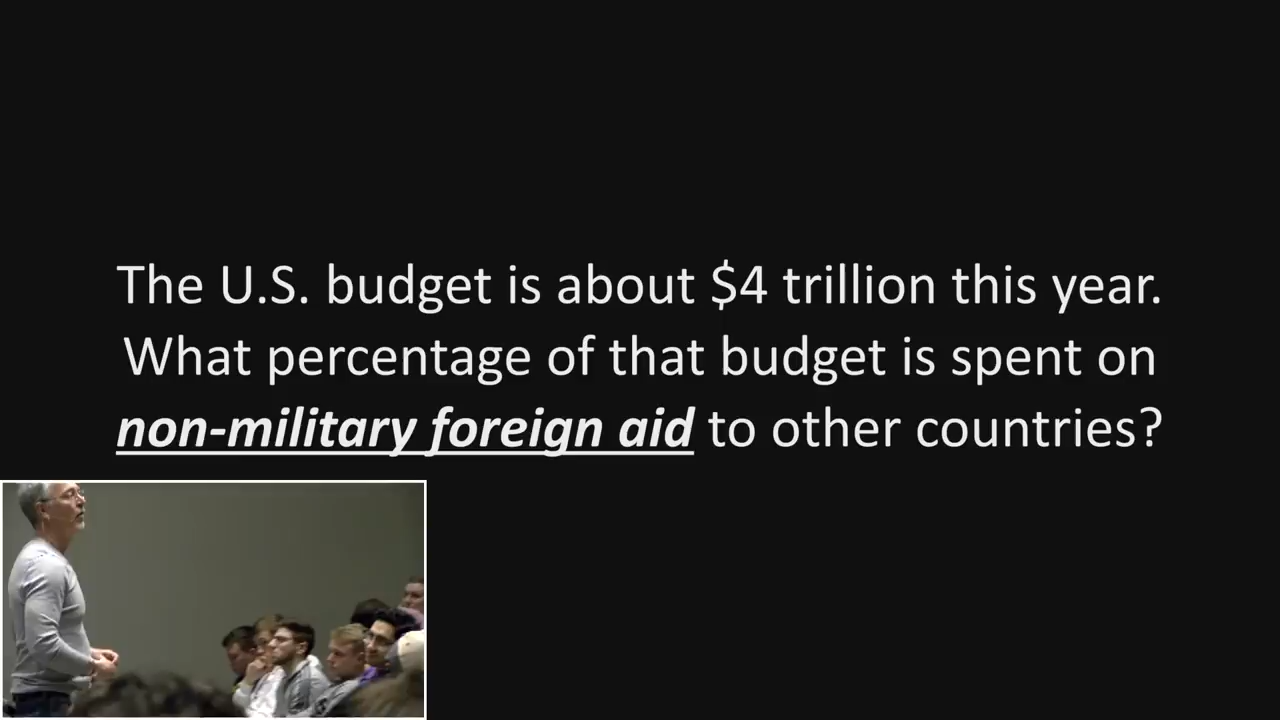 The U.S. budget is about $4 trillion this year.
What percentage of that budget is spent on
non-military foreign aid to other countries?